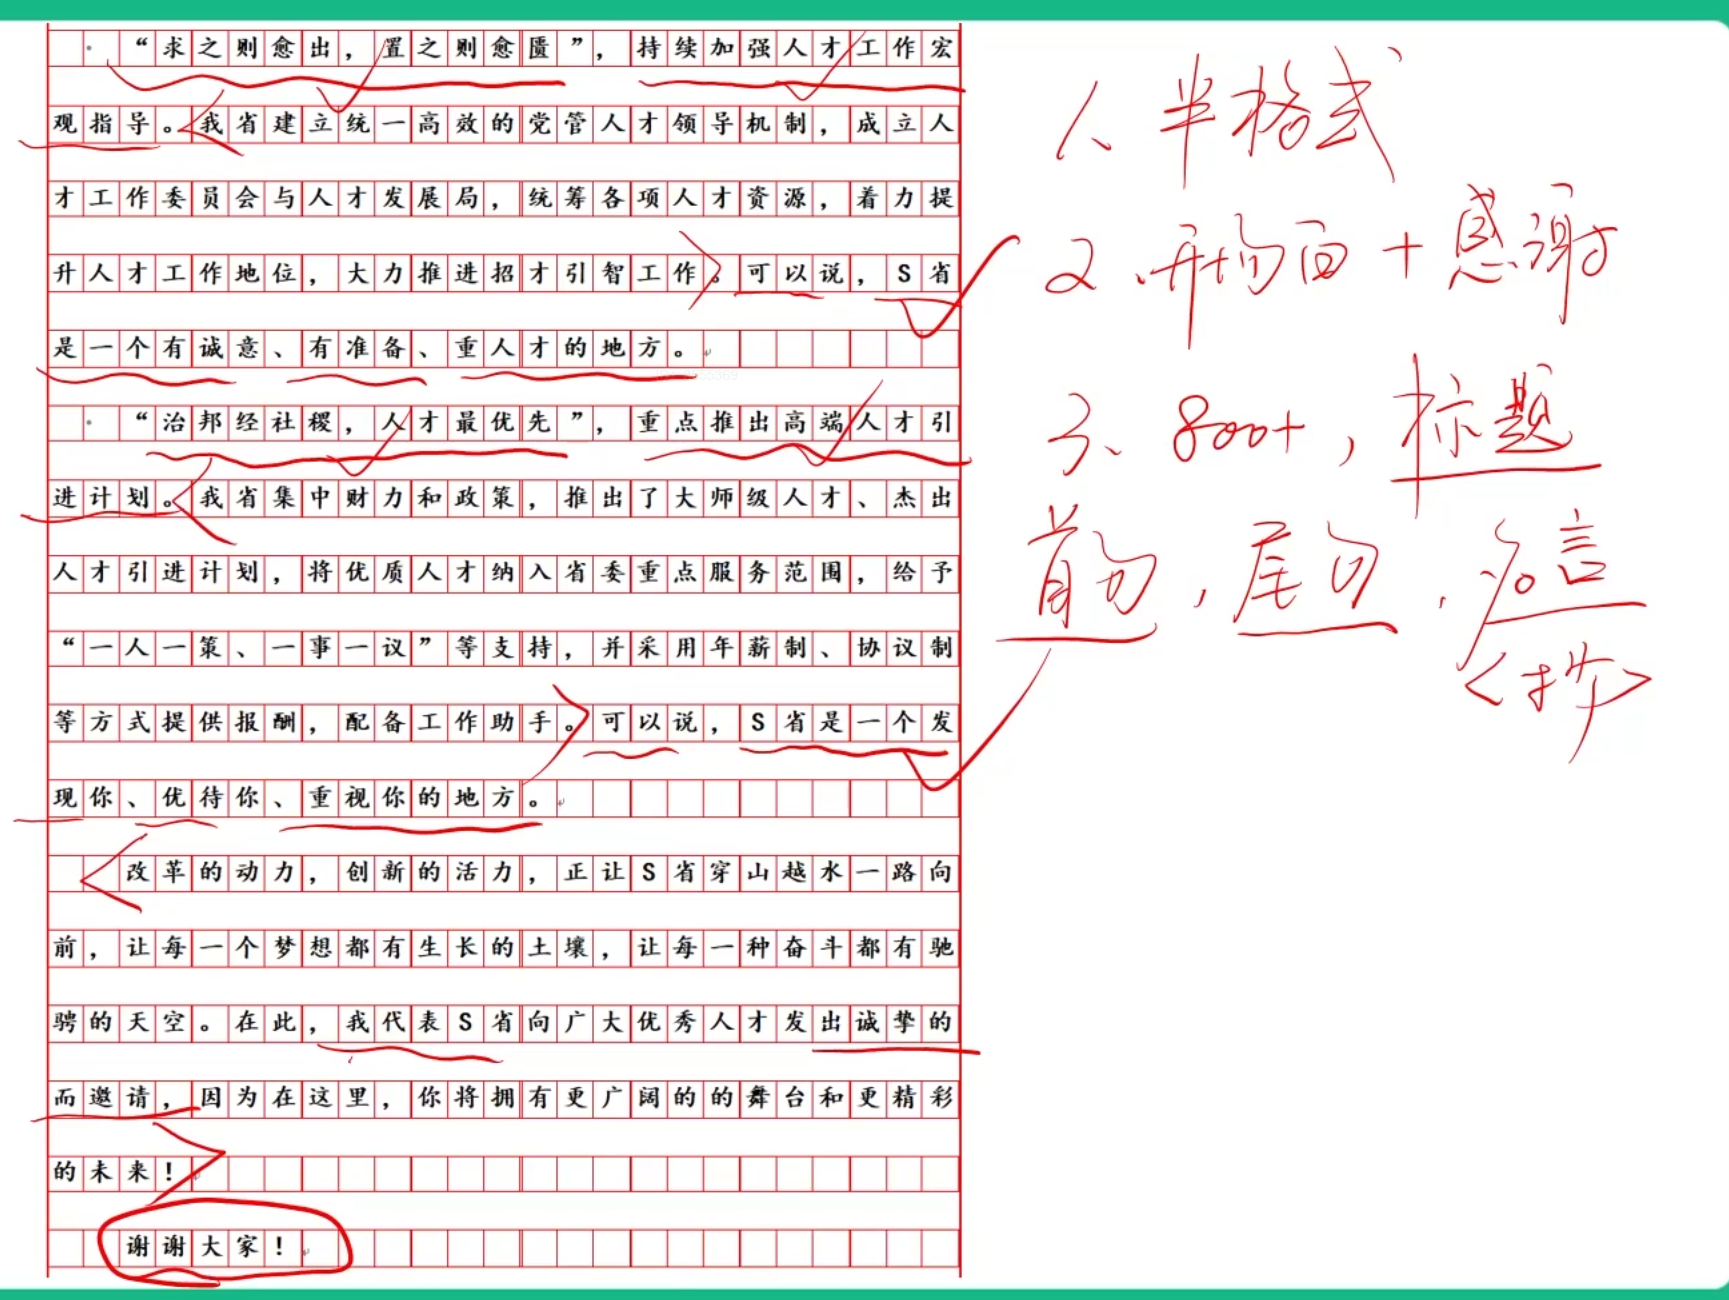 “求之则愈出，置之则愈匮”，持续加强人才工作宏
观指导。我省建立统一高效的党管人才领导机制，成立人
才工作委员会与人才发展局，统筹各项人才资源，着力提
升人才工作地位，大力推进招才引智工作。可以说，S省
是一个有诚意、有准备、重人才的地方。
“治邦经社稷，人才最优先”，重点推出高端人才引
进计划。我省集中财力和政策，推出了大师级人才、杰出
人才引进计划，将优质人才纳入省委重点服务范围，给予
“一人一策、一事一议”等支持，并采用年薪制、协议制
等方式提供报酬，配备工作助手。可以说，S省是一个发
现你、优待你、重视你的地方。
改革的动力，创新的活力，正让S省穿山越水一路向
前，让每一个梦想都有生长的土壤，让每一种奋斗都有驰
骋的天空。在此，我代表S省向广大优秀人才发出诚挚的
而邀请，因为在这里，你将拥有更广阔的的舞台和更精彩
的未来！
谢谢大家！
1、半格式
2、开场面+感谢
3、800+，标题
首句，尾句，名言
<抄>